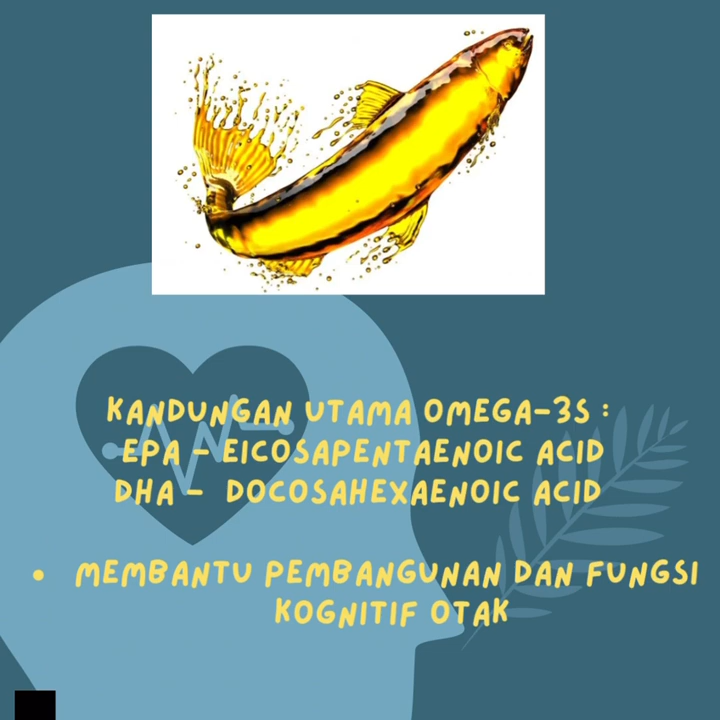 KANDUNGAN UTAMA OMEGA-3S :
EPA - EICOSAPENTAENOIC ACID
DHA - DOCOSAHEXAENOIC ACID
• MEMBANTU PEMBANGUNAN DAN FUNGSI
KOGNITIF OTAK